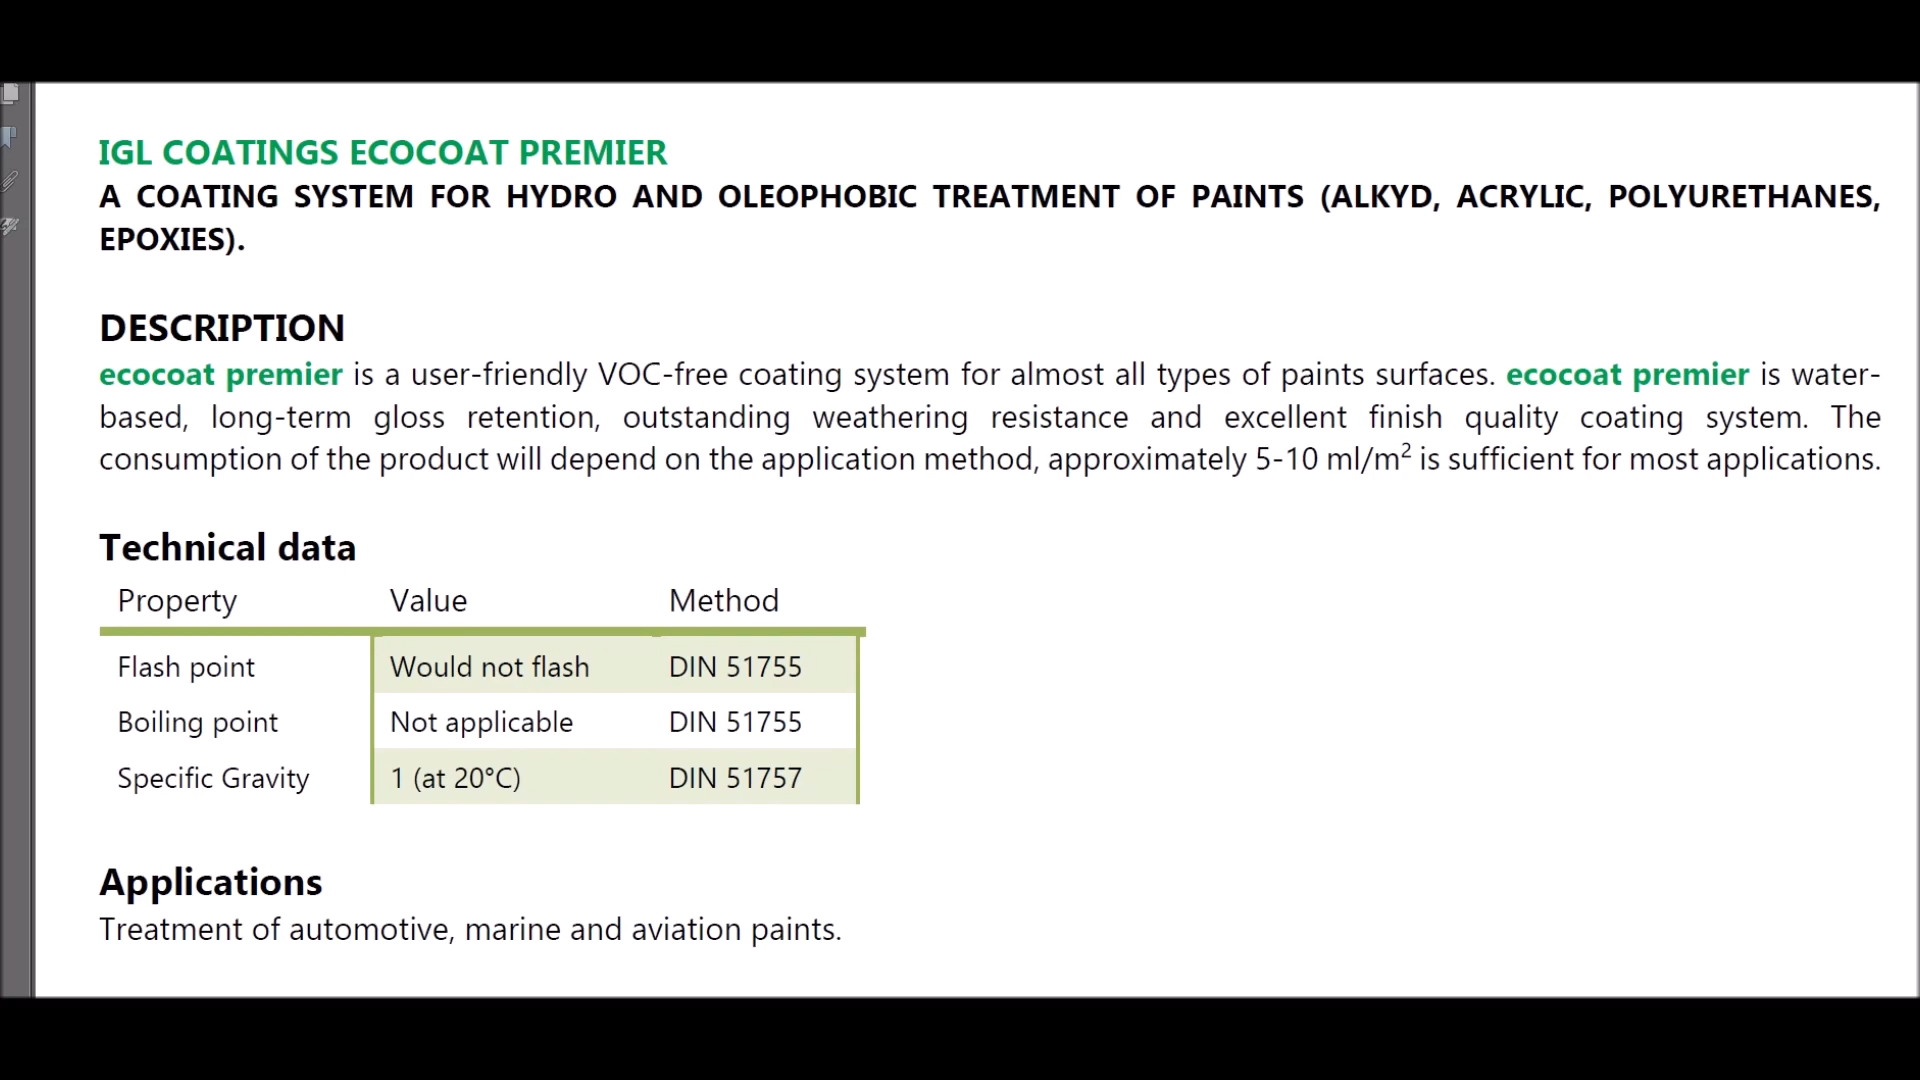 IGL COATINGS ECOCOAT PREMIER
A COATING SYSTEM FOR HYDRO AND OLEOPHOBIC TREATMENT OF PAINTS (ALKYD, ACRYLIC, POLYURETHANES,
EPOXIES).
DESCRIPTION
ecocoat premier is a user-friendly VOC-free coating system for almost all types of paints surfaces. ecocoat premier is water-
based, long-term gloss retention, outstanding weathering resistance and excellent finish quality coating system. The
consumption of the product will depend on the application method, approximately 5-10 ml/m² is sufficient for most applications.
Technical data
Property Value Method
Flash point Would not flash DIN 51755
Boiling point Not applicable DIN 51755
Specific Gravity 1 (at 20°C) DIN 51757
Applications
Treatment of automotive, marine and aviation paints.